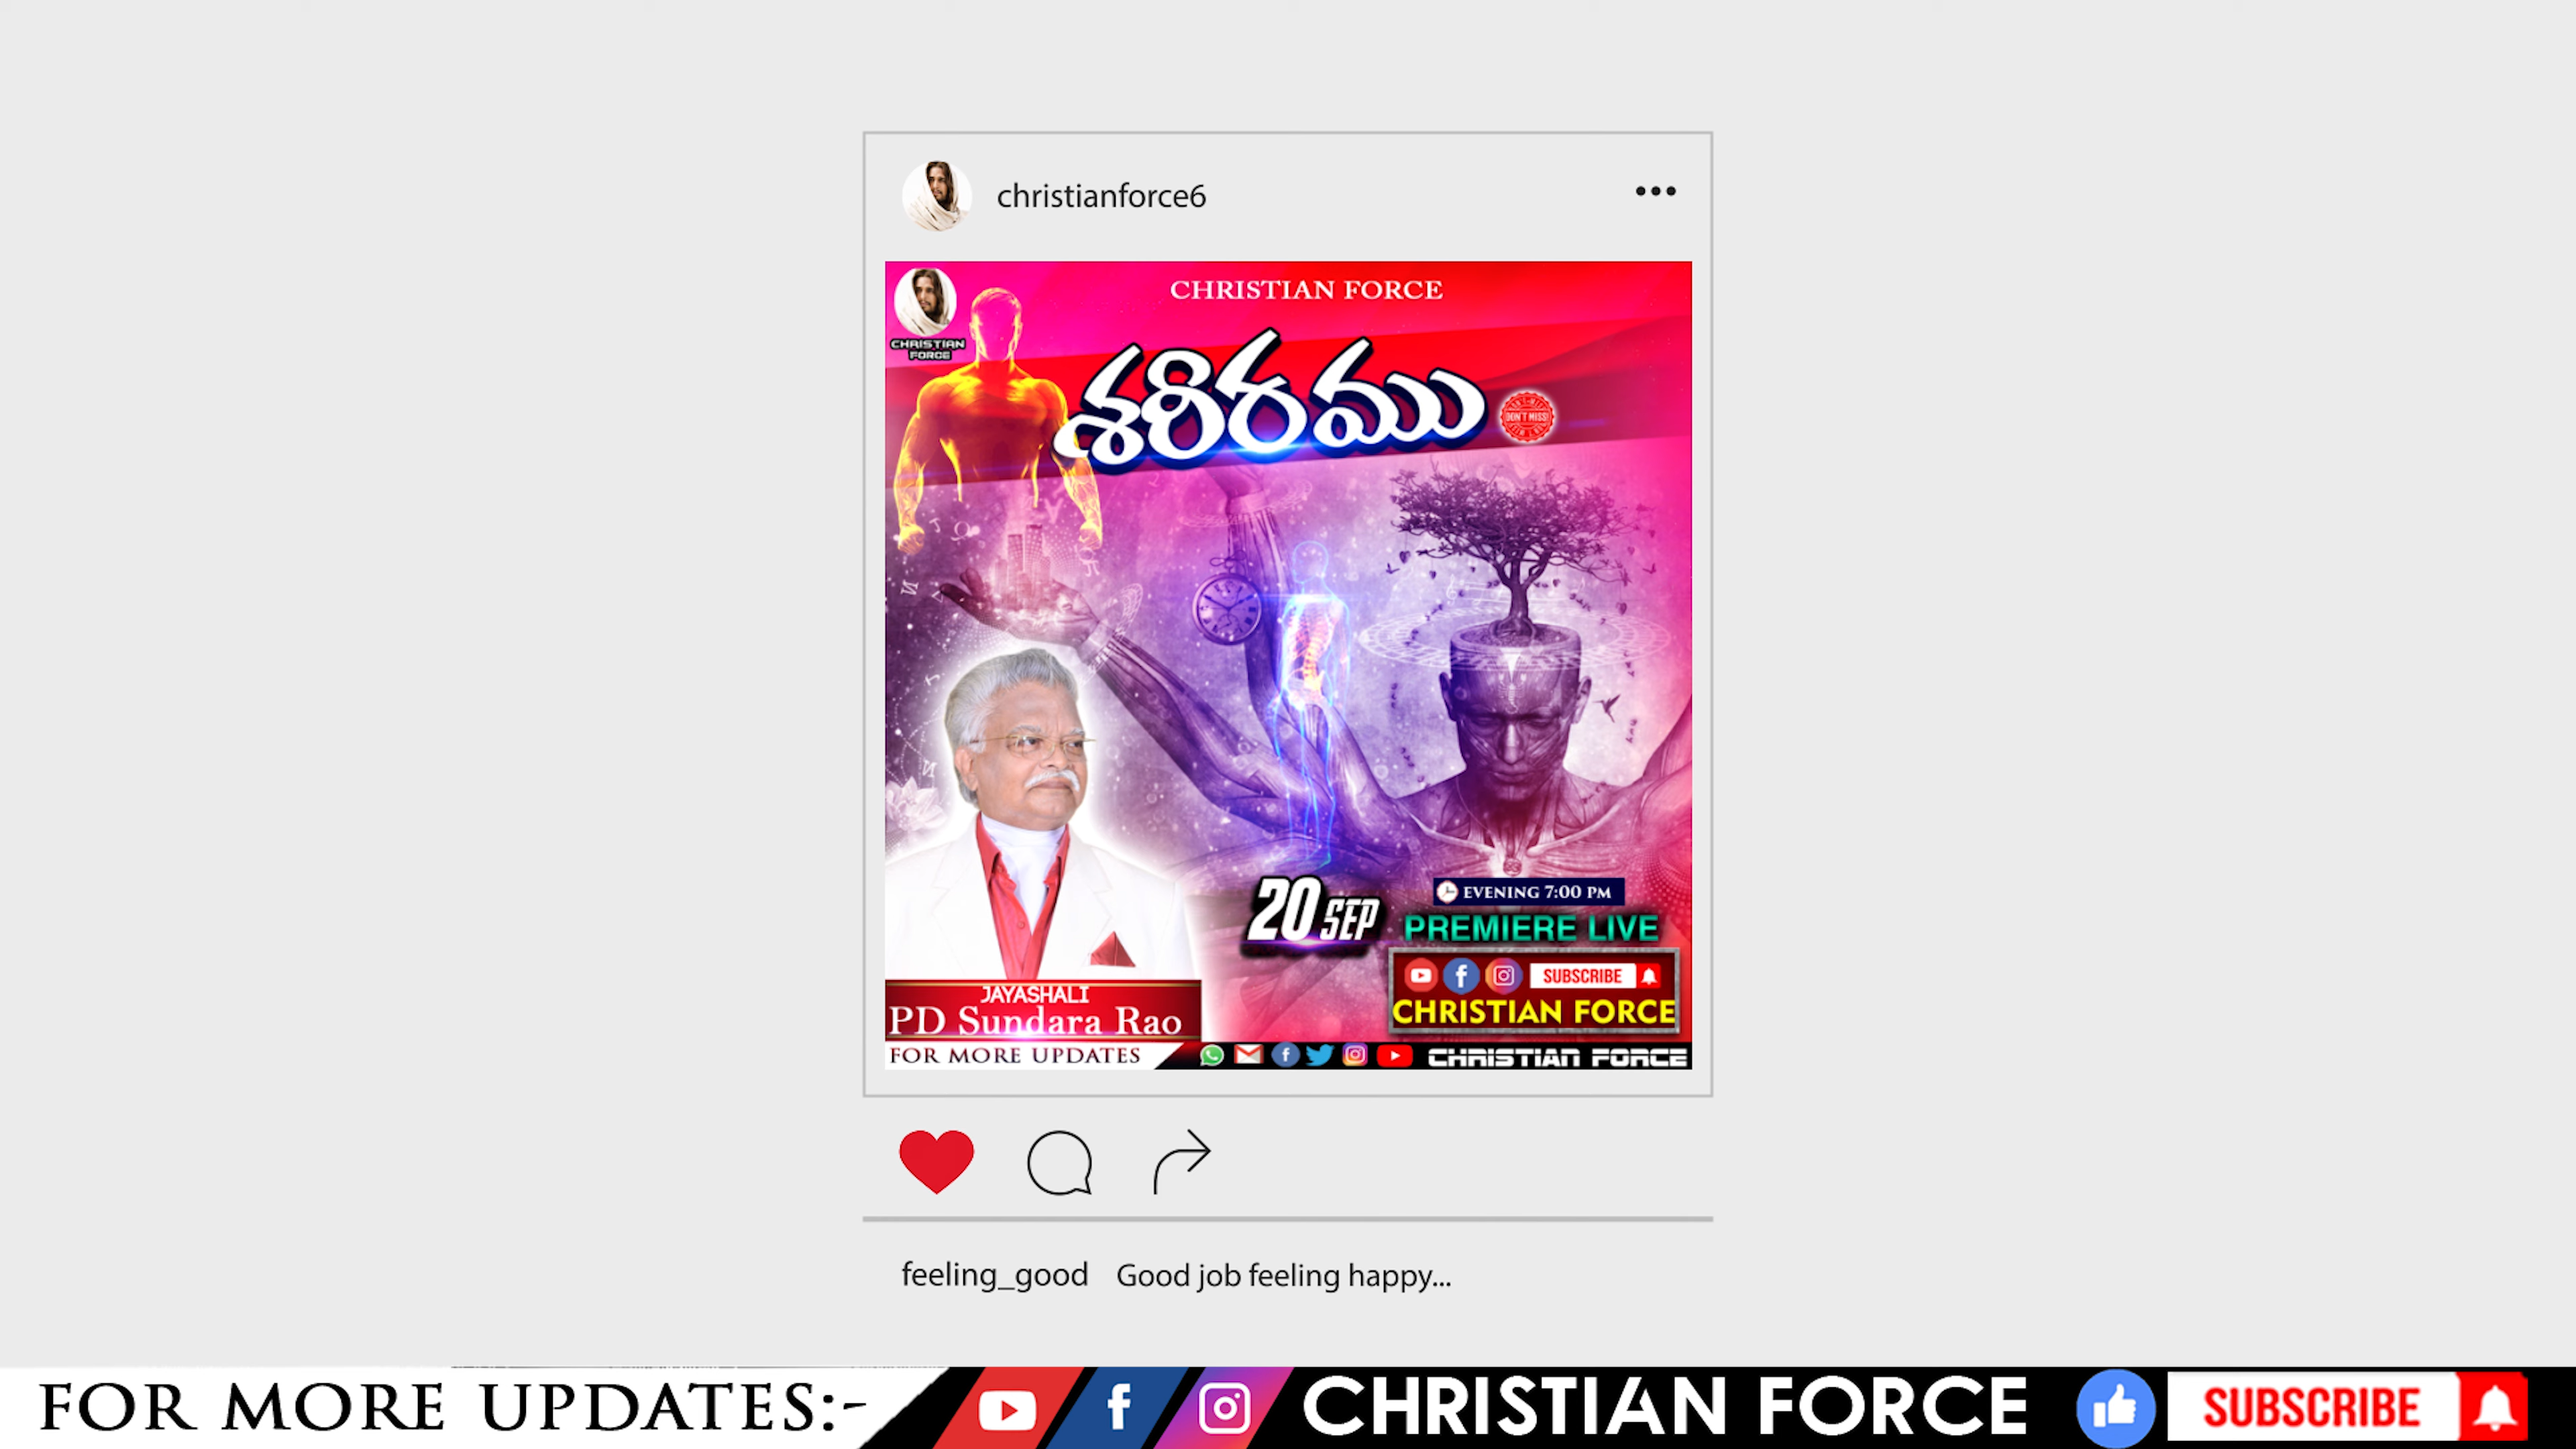 christianforce6
CHRISTIAN FORCE
CHRISTIAN
FORCE
శరీరము
DON'T MISS!
20 SEP
EVENING 7:00 PM
PREMIERE LIVE
SUBSCRIBE
CHRISTIAN FORCE
JAYASHALI
PD Sundara Rao
FOR MORE UPDATES
CHRISTIAN FORCE
feeling_good Good job feeling happy...
FOR MORE UPDATES:- CHRISTIAN FORCE SUBSCRIBE